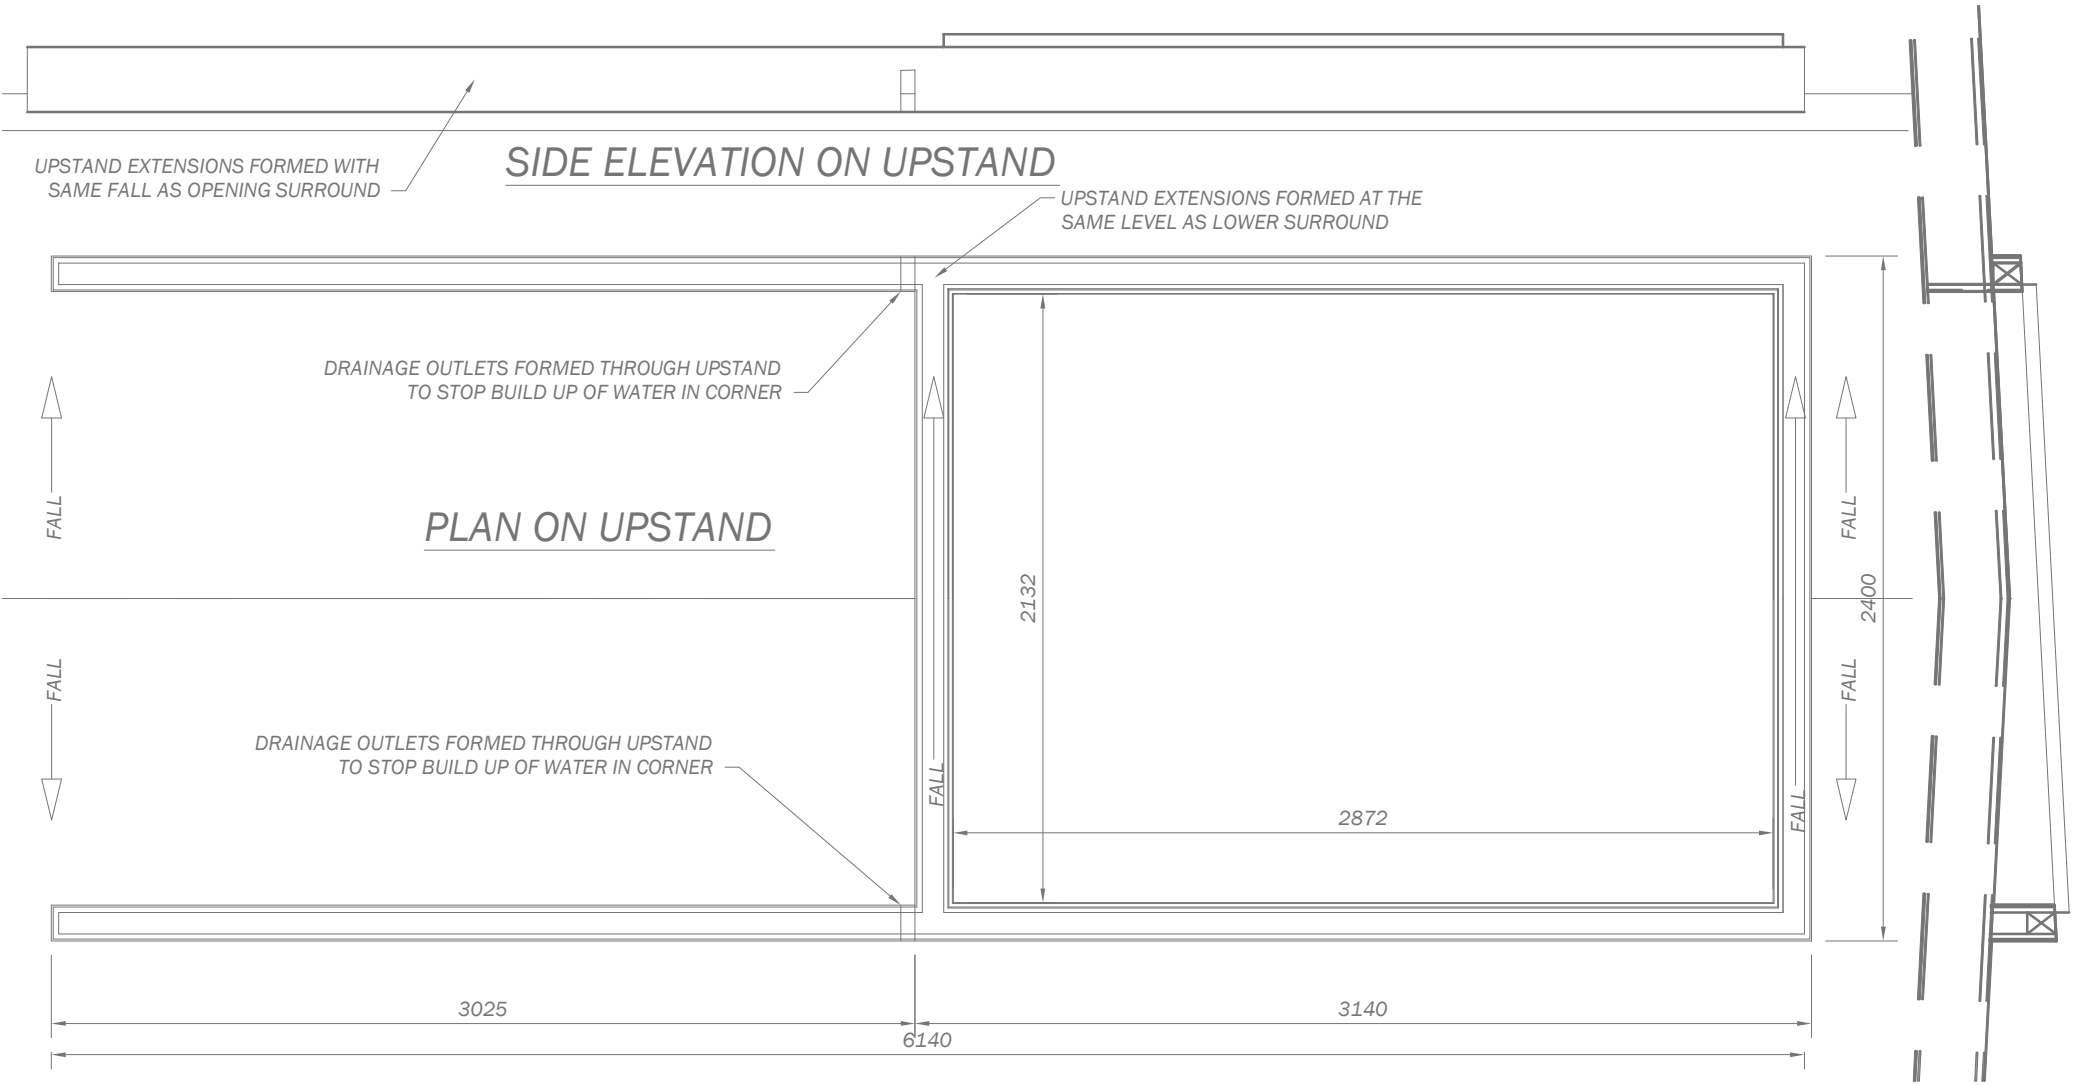 UPSTAND EXTENSIONS FORMED WITH
SAME FALL AS OPENING SURROUND
SIDE ELEVATION ON UPSTAND
UPSTAND EXTENSIONS FORMED AT THE
SAME LEVEL AS LOWER SURROUND
DRAINAGE OUTLETS FORMED THROUGH UPSTAND
TO STOP BUILD UP OF WATER IN CORNER
FALL
PLAN ON UPSTAND
FALL
2132
2400
FALL
FALL
DRAINAGE OUTLETS FORMED THROUGH UPSTAND
TO STOP BUILD UP OF WATER IN CORNER
FALL
FALL
2872
3025
3140
6140